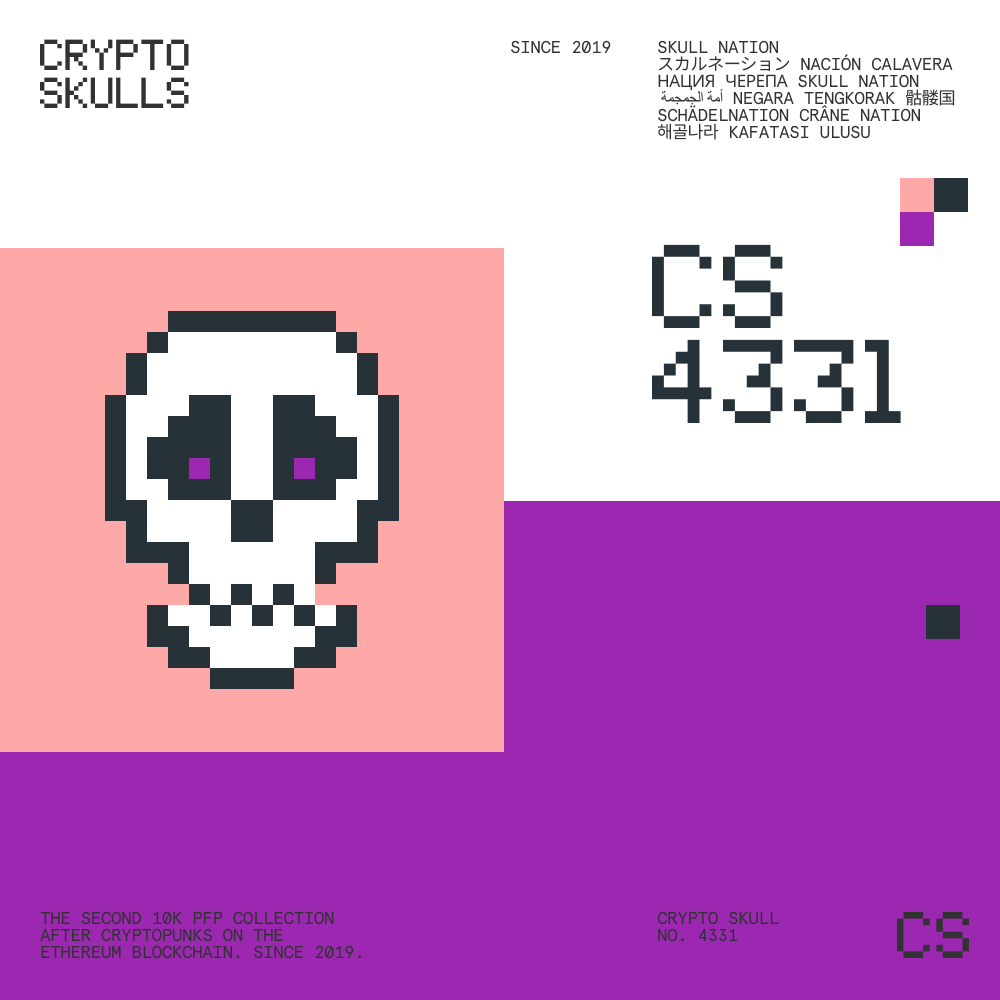 CRYPTO
SKULLS
SINCE 2019
SKULL NATION
スカルネーション NACIÓN CALAVERA
НАЦИЯ ЧЕРЕПА SKULL NATION
أمة الجمجمة NEGARA TENGKORAK 骷髅国
SCHÄDELNATION CRÂNE NATION
해골나라 KAFATASI ULUSU
CS
4331
THE SECOND 10K PFP COLLECTION
AFTER CRYPTOPUNKS ON THE
ETHEREUM BLOCKCHAIN. SINCE 2019.
CRYPTO SKULL
NO. 4331
CS